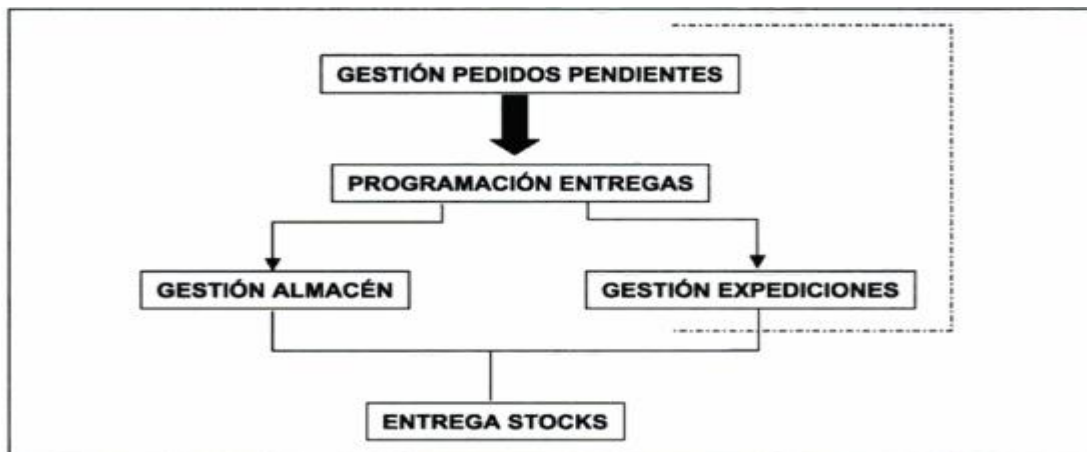 GESTIÓN PEDIDOS PENDIENTES
PROGRAMACIÓN ENTREGAS
GESTIÓN ALMACÉN
GESTIÓN EXPEDICIONES
ENTREGA STOCKS